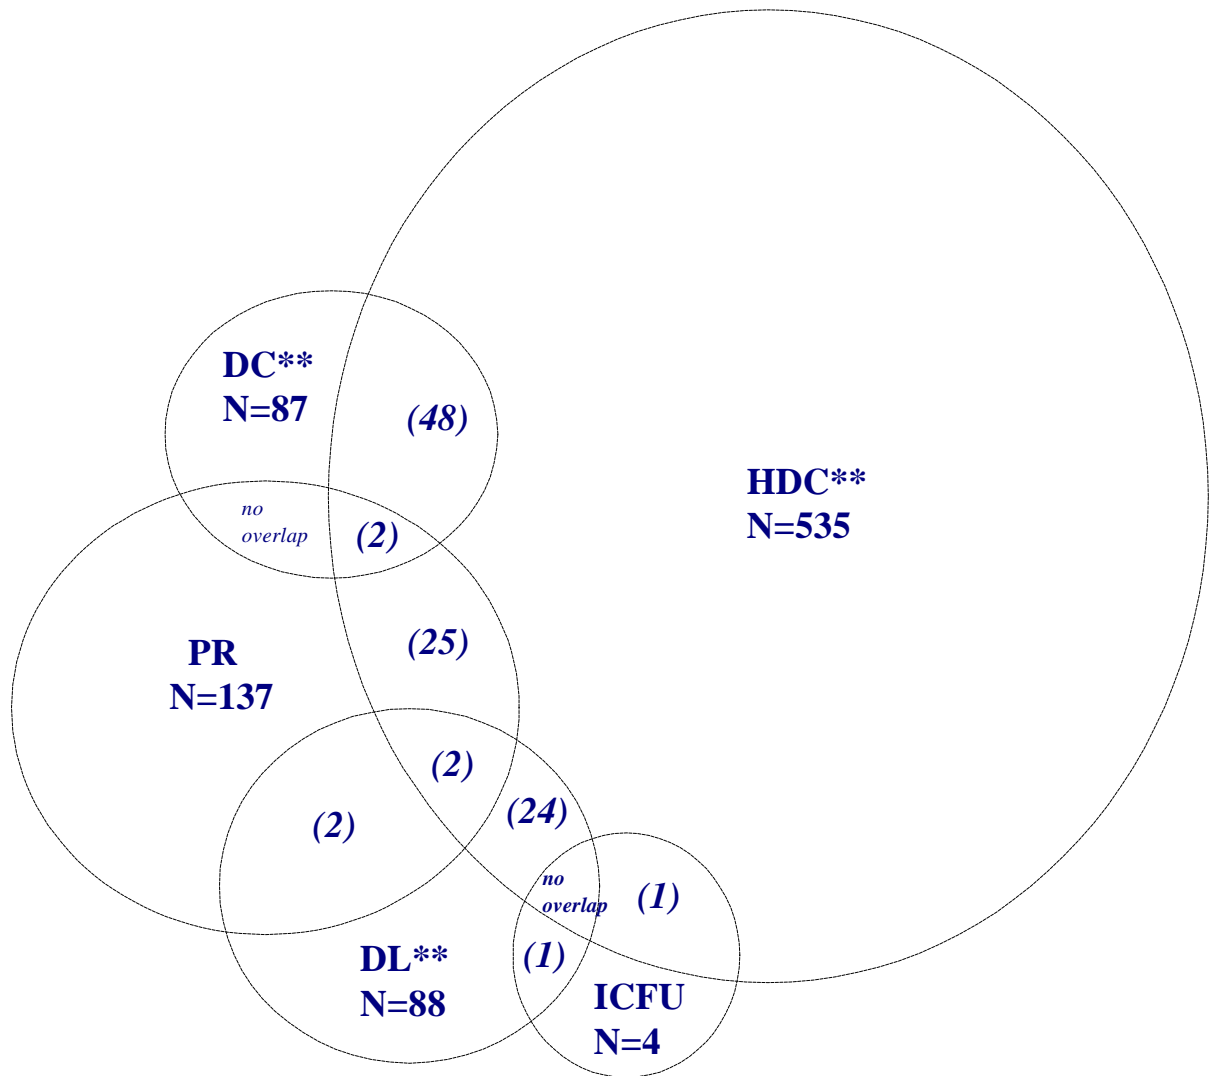 DC**
N=87
(48)
HDC**
N=535
no
overlap
(2)
(25)
PR
N=137
(2)
(24)
(2)
no
overlap
(1)
(1)
DL**
N=88
ICFU
N=4